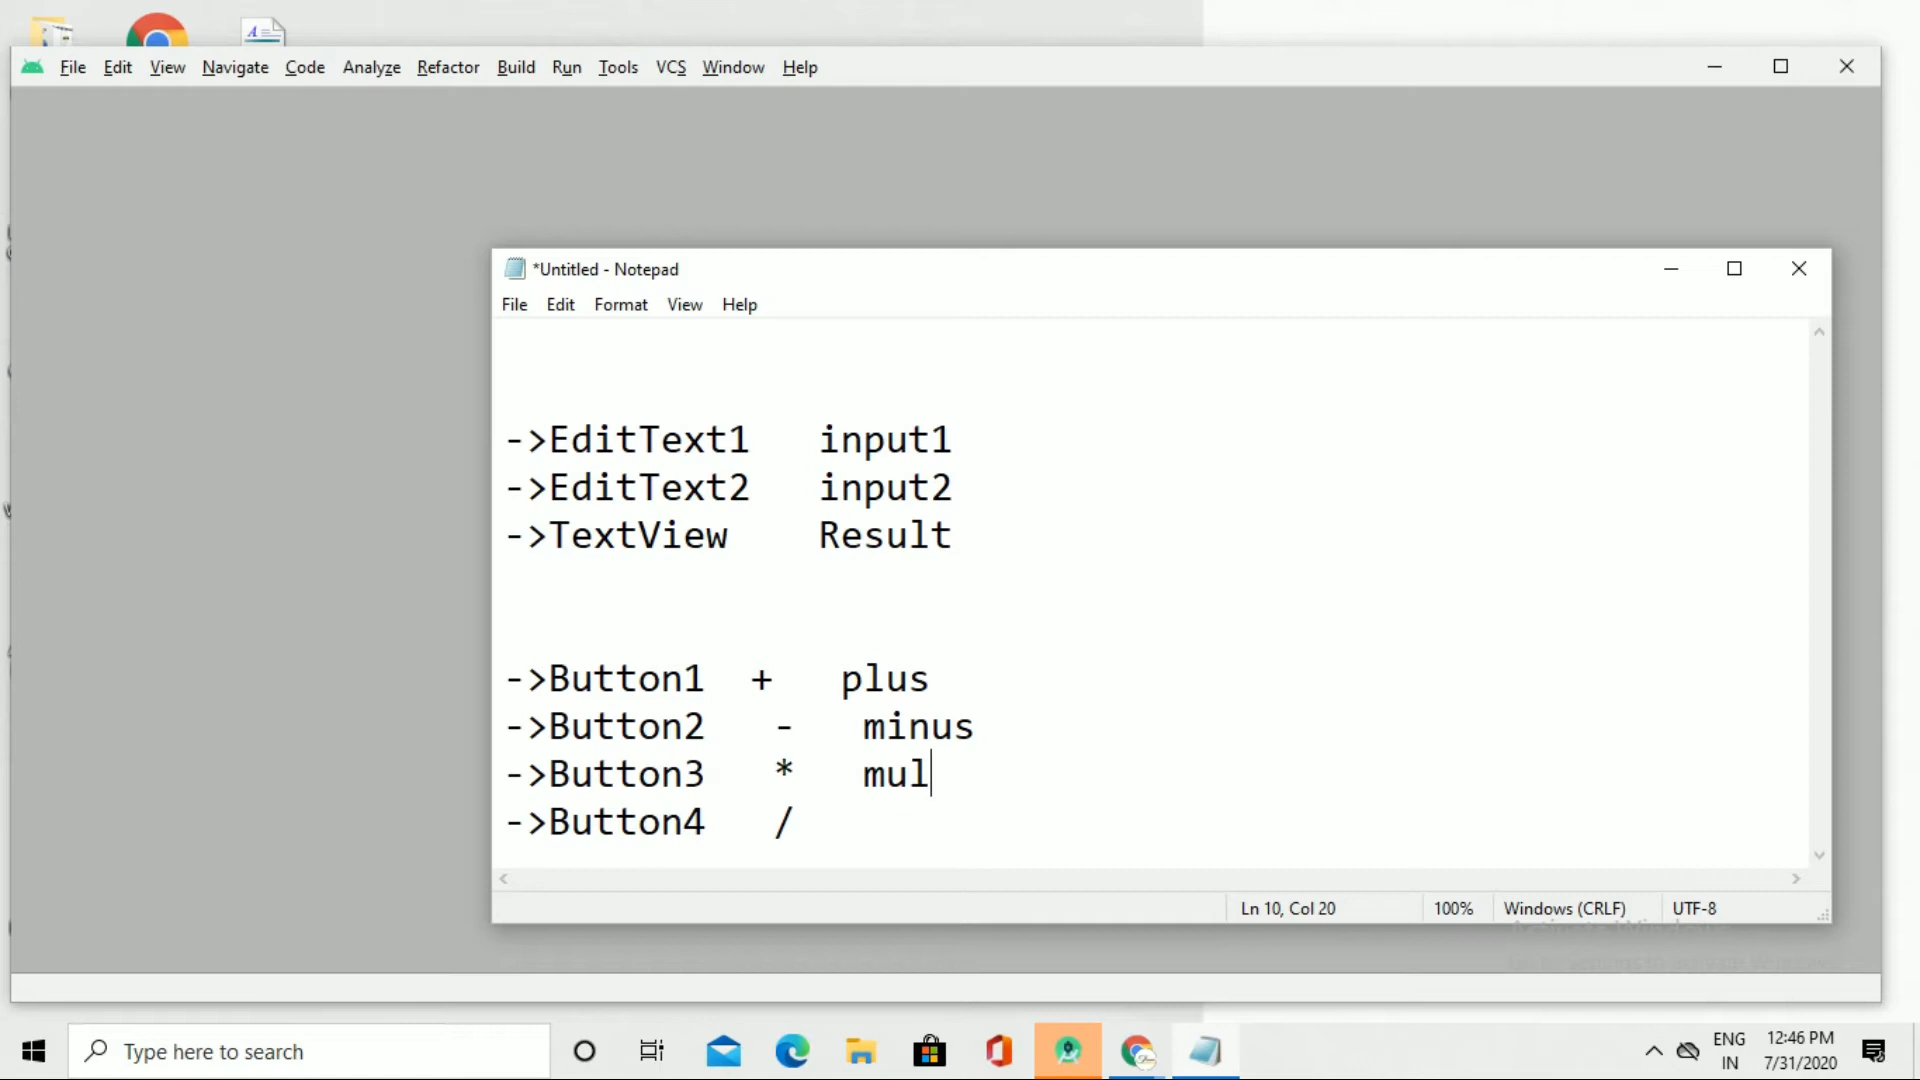 File Edit View Navigate Code Analyze Refactor Build Run Tools VCS Window Help
*Untitled - Notepad
File Edit Format View Help
->EditText1 input1
->EditText2 input2
->TextView Result
->Button1 + plus
->Button2 - minus
->Button3 * mul
->Button4 /
Ln 10, Col 20 100% Windows (CRLF) UTF-8
Type here to search
ENG
IN
12:46 PM
7/31/2020